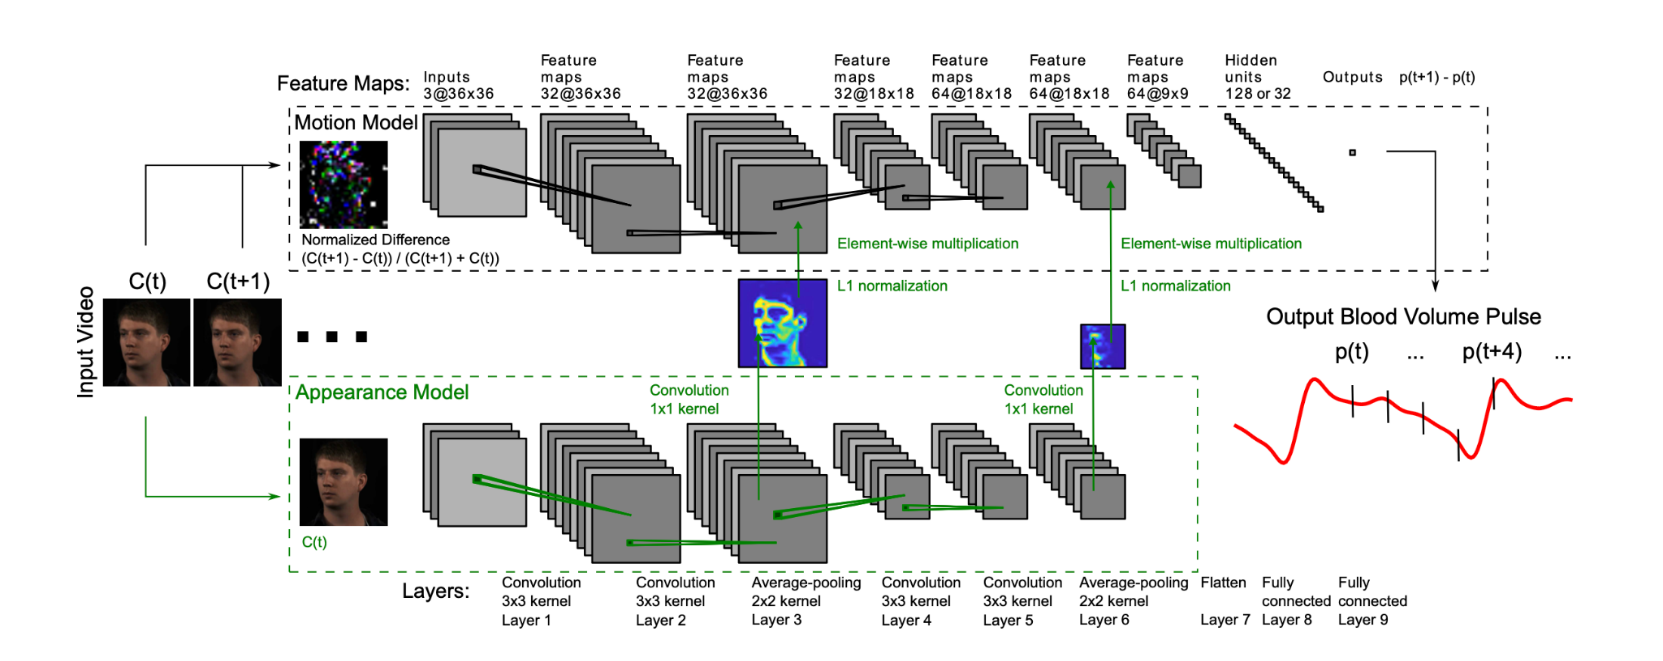 Feature Maps:
Inputs
3@36x36
Feature
maps
32@36x36
Feature
maps
32@36x36
Feature
maps
32@18x18
Feature
maps
64@18x18
Feature
maps
64@18x18
Feature
maps
64@9x9
Hidden
units
128 or 32
Outputs
p(t+1) - p(t)
Motion Model
Normalized Difference
(C(t+1) - C(t)) / (C(t+1) + C(t))
Element-wise multiplication
Element-wise multiplication
L1 normalization
L1 normalization
Input Video
C(t)
C(t+1)
Output Blood Volume Pulse
p(t)
...
p(t+4)
...
Appearance Model
Convolution
1x1 kernel
Convolution
1x1 kernel
C(t)
Layers:
Convolution
3x3 kernel
Layer 1
Convolution
3x3 kernel
Layer 2
Average-pooling
2x2 kernel
Layer 3
Convolution
3x3 kernel
Layer 4
Convolution
3x3 kernel
Layer 5
Average-pooling
2x2 kernel
Layer 6
Flatten
Layer 7
Fully
connected
Layer 8
Fully
connected
Layer 9